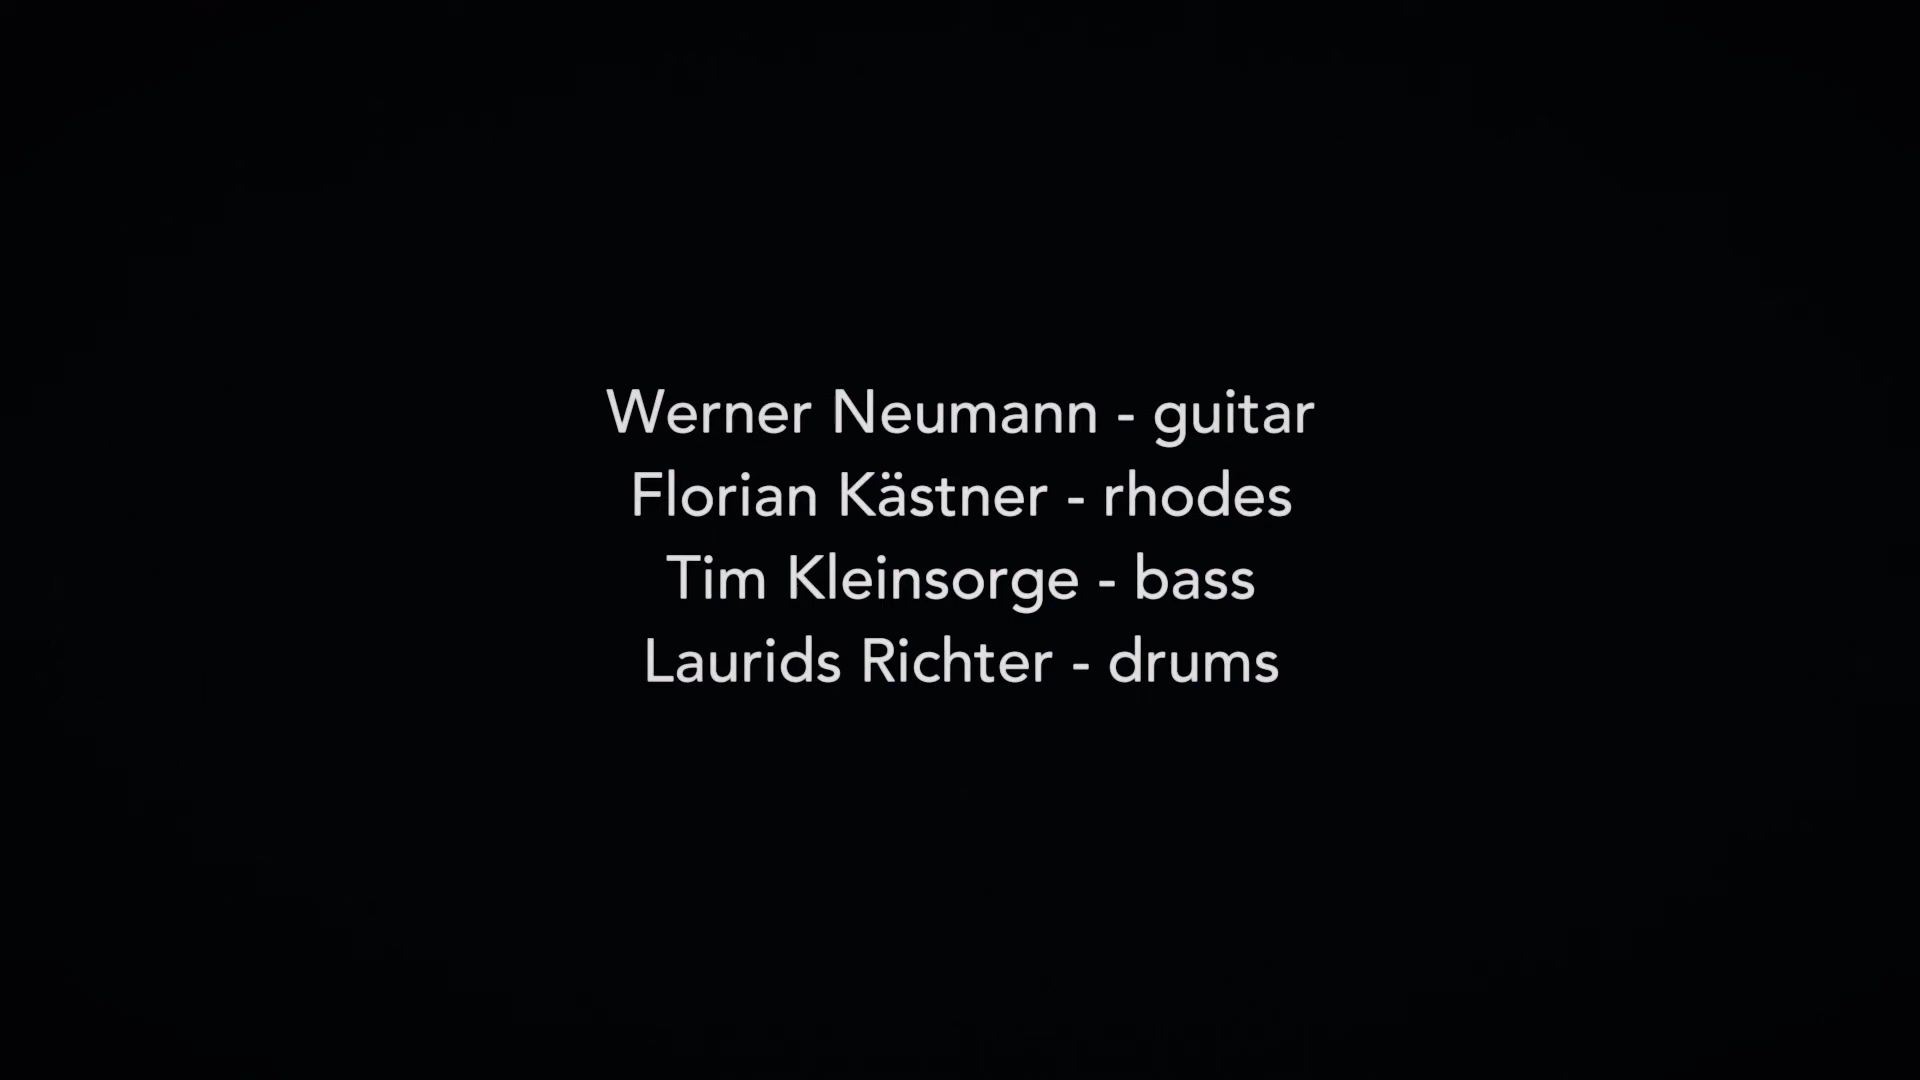 Werner Neumann - guitar
Florian Kästner - rhodes
Tim Kleinsorge - bass
Laurids Richter - drums